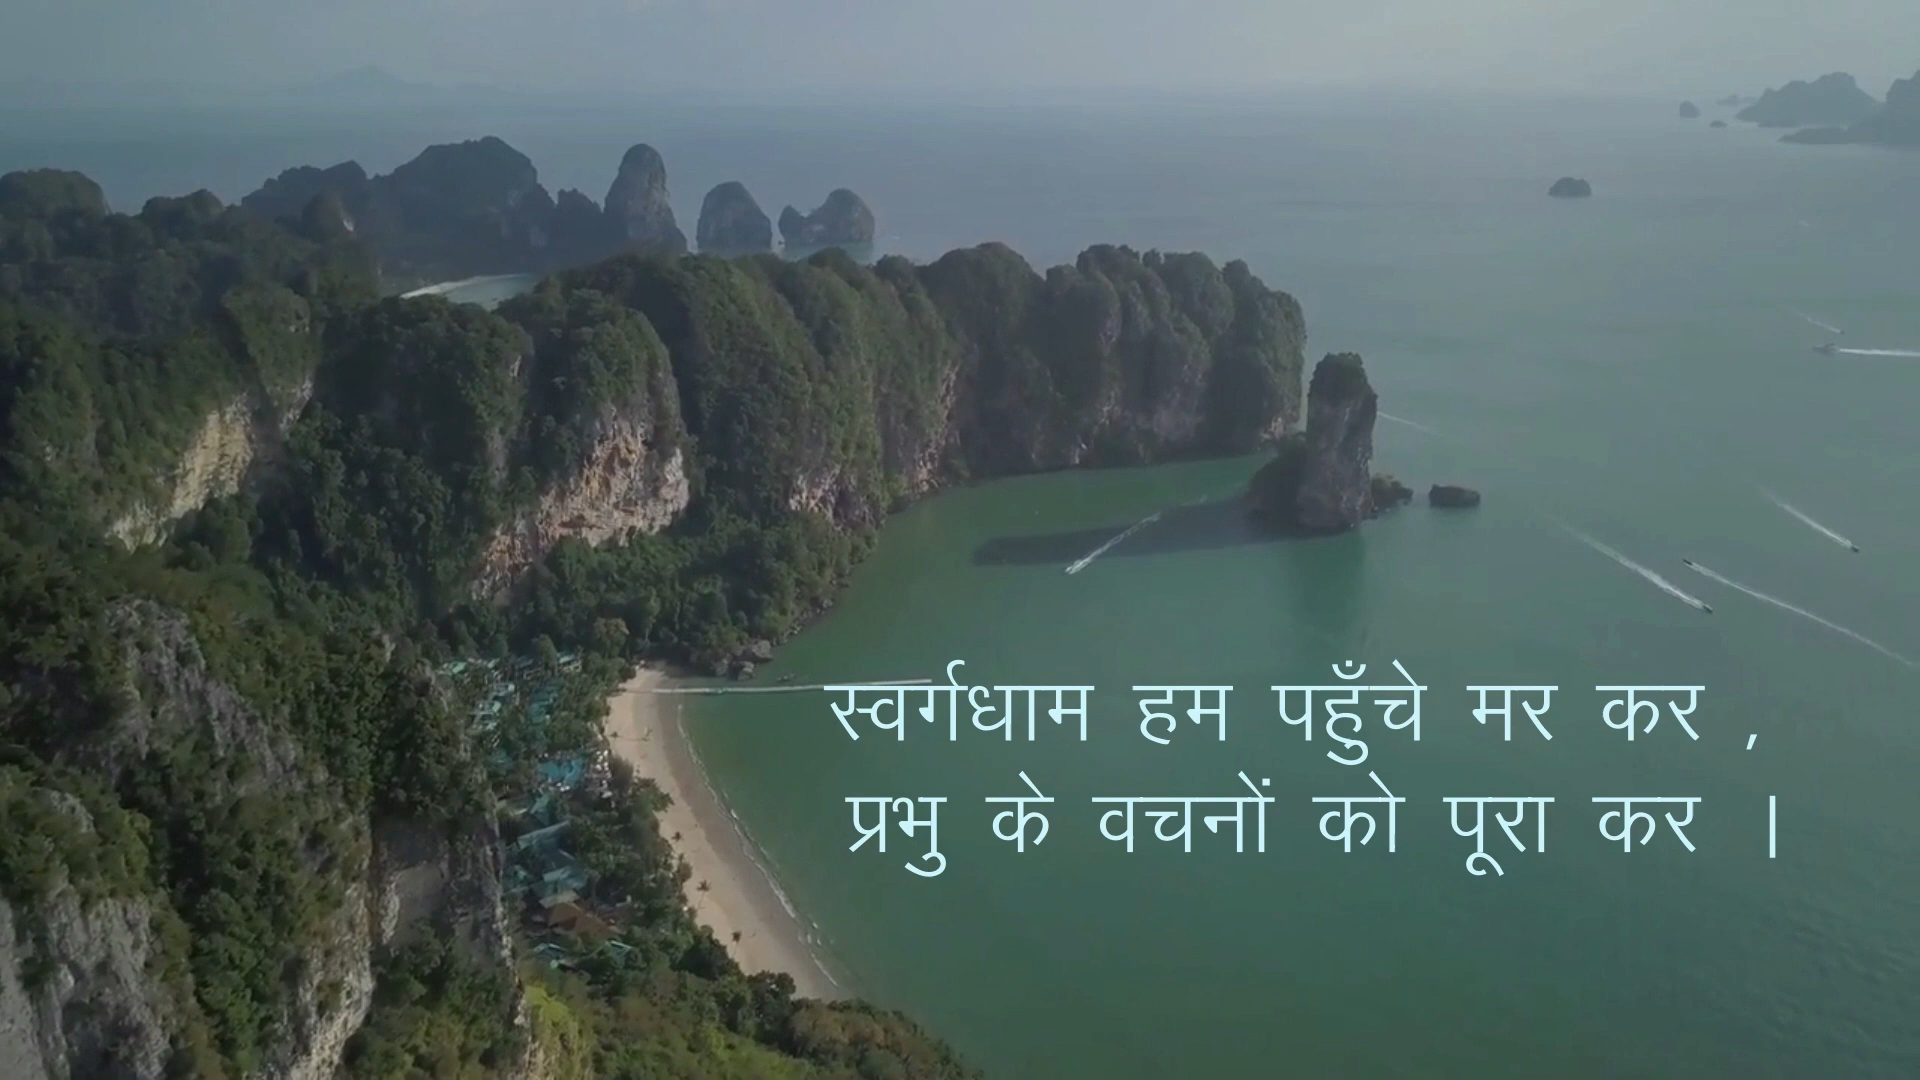 स्वर्गधाम हम पहुँचे मर कर ,
प्रभु के वचनों को पूरा कर ।